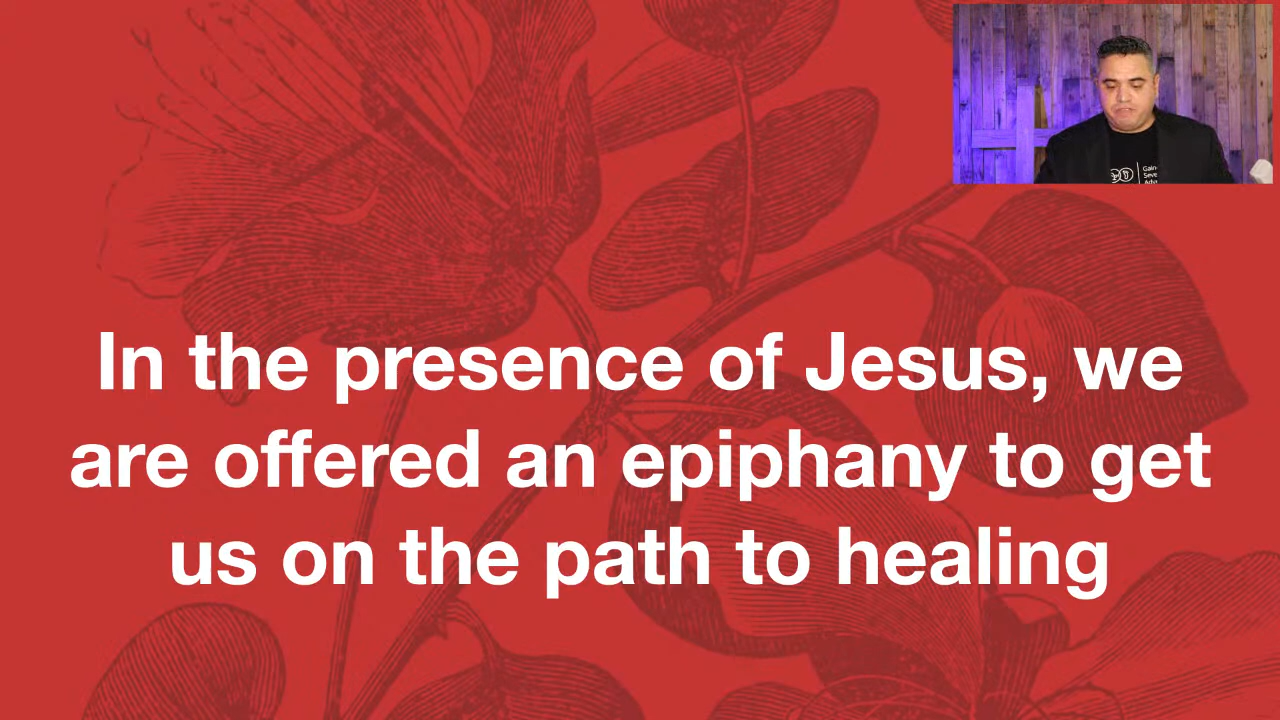 In the presence of Jesus, we
are offered an epiphany to get
us on the path to healing